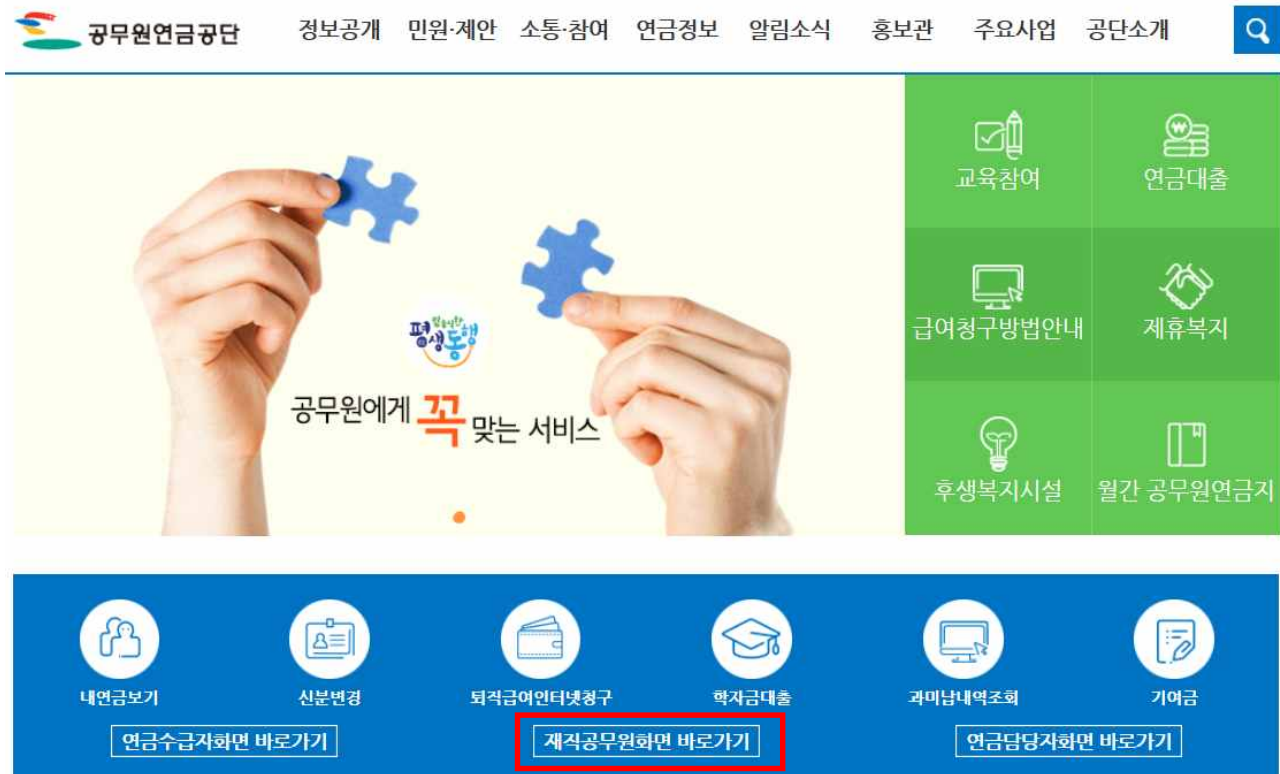 공무원연금공단
정보공개 민원·제안 소통·참여 연금정보 알림소식 홍보관 주요사업 공단소개
교육참여 연금대출
급여청구방법안내 제휴복지
후생복지시설 월간 공무원연금지
평생동행
공무원에게 꼭 맞는 서비스
내연금보기 신분변경 퇴직급여인터넷청구 학자금대출 과미납내역조회 기여금
연금수급자화면 바로가기 재직공무원화면 바로가기 연금담당자화면 바로가기